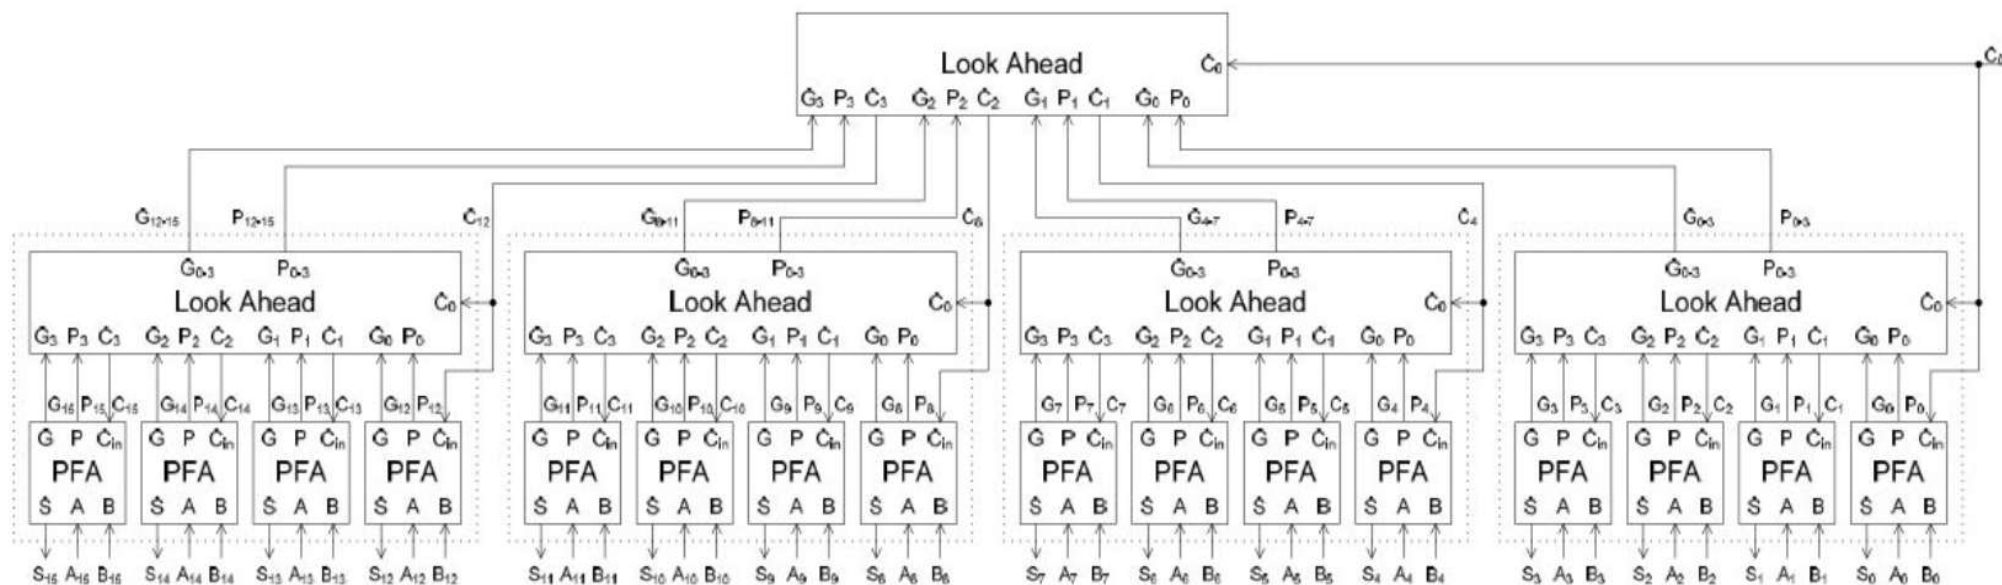 Look Ahead C0 C0
G3 P3 C3 G2 P2 C2 G1 P1 C1 G0 P0
G12-15 P12-15 C12 G8-11 P8-11 C8 G4-7 P4-7 C4 G0-3 P0-3
G0-3 P0-3 G0-3 P0-3 G0-3 P0-3 G0-3 P0-3
Look Ahead C0 Look Ahead C0 Look Ahead C0 Look Ahead C0
G3 P3 C3 G2 P2 C2 G1 P1 C1 G0 P0 G3 P3 C3 G2 P2 C2 G1 P1 C1 G0 P0 G3 P3 C3 G2 P2 C2 G1 P1 C1 G0 P0 G3 P3 C3 G2 P2 C2 G1 P1 C1 G0 P0
G15 P15 C15 G14 P14 C14 G13 P13 C13 G12 P12 G11 P11 C11 G10 P10 C10 G9 P9 C9 G8 P8 G7 P7 C7 G6 P6 C6 G5 P5 C5 G4 P4 G3 P3 C3 G2 P2 C2 G1 P1 C1 G0 P0
G P Cin G P Cin G P Cin G P Cin G P Cin G P Cin G P Cin G P Cin G P Cin G P Cin G P Cin G P Cin G P Cin G P Cin G P Cin G P Cin
PFA PFA PFA PFA PFA PFA PFA PFA PFA PFA PFA PFA PFA PFA PFA PFA
S A B S A B S A B S A B S A B S A B S A B S A B S A B S A B S A B S A B S A B S A B S A B S A B
S15 A15 B15 S14 A14 B14 S13 A13 B13 S12 A12 B12 S11 A11 B11 S10 A10 B10 S9 A9 B9 S8 A8 B8 S7 A7 B7 S6 A6 B6 S5 A5 B5 S4 A4 B4 S3 A3 B3 S2 A2 B2 S1 A1 B1 S0 A0 B0